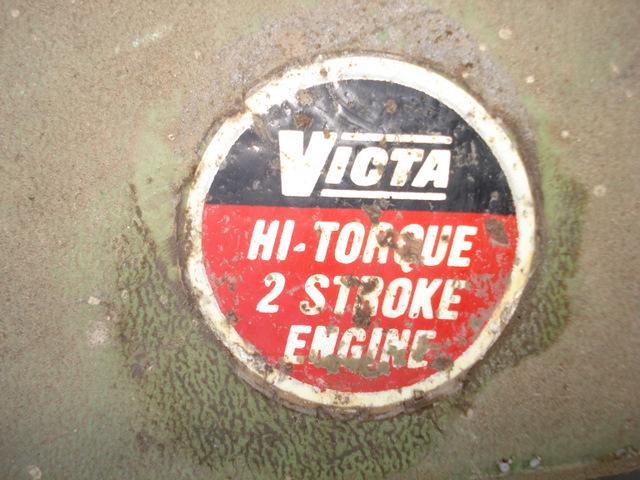 VICTA
HI-TORQUE
2 STROKE
ENGINE